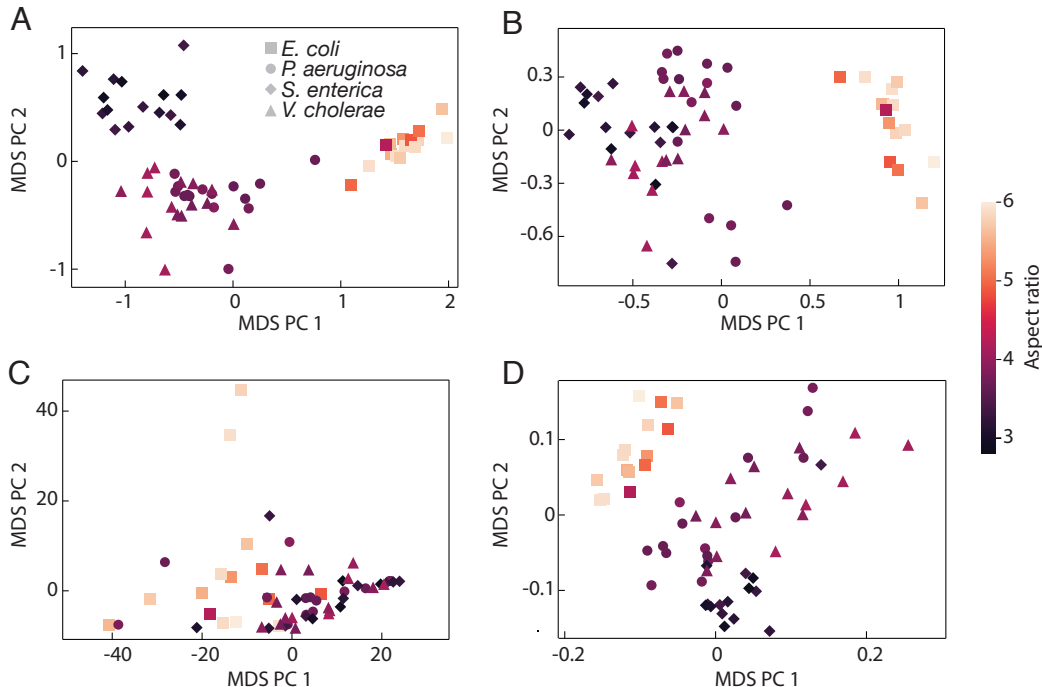 A
1
0
-1
MDS PC 2
E. coli
P. aeruginosa
S. enterica
V. cholerae
-1
0
1
2
MDS PC 1
B
0.3
0
-0.3
-0.6
MDS PC 2
-0.5
0
0.5
1
MDS PC 1
6
5
4
3
Aspect ratio
C
40
20
0
MDS PC 2
-40
-20
0
20
MDS PC 1
D
0.1
0
-0.1
MDS PC 2
-0.2
0
0.2
MDS PC 1